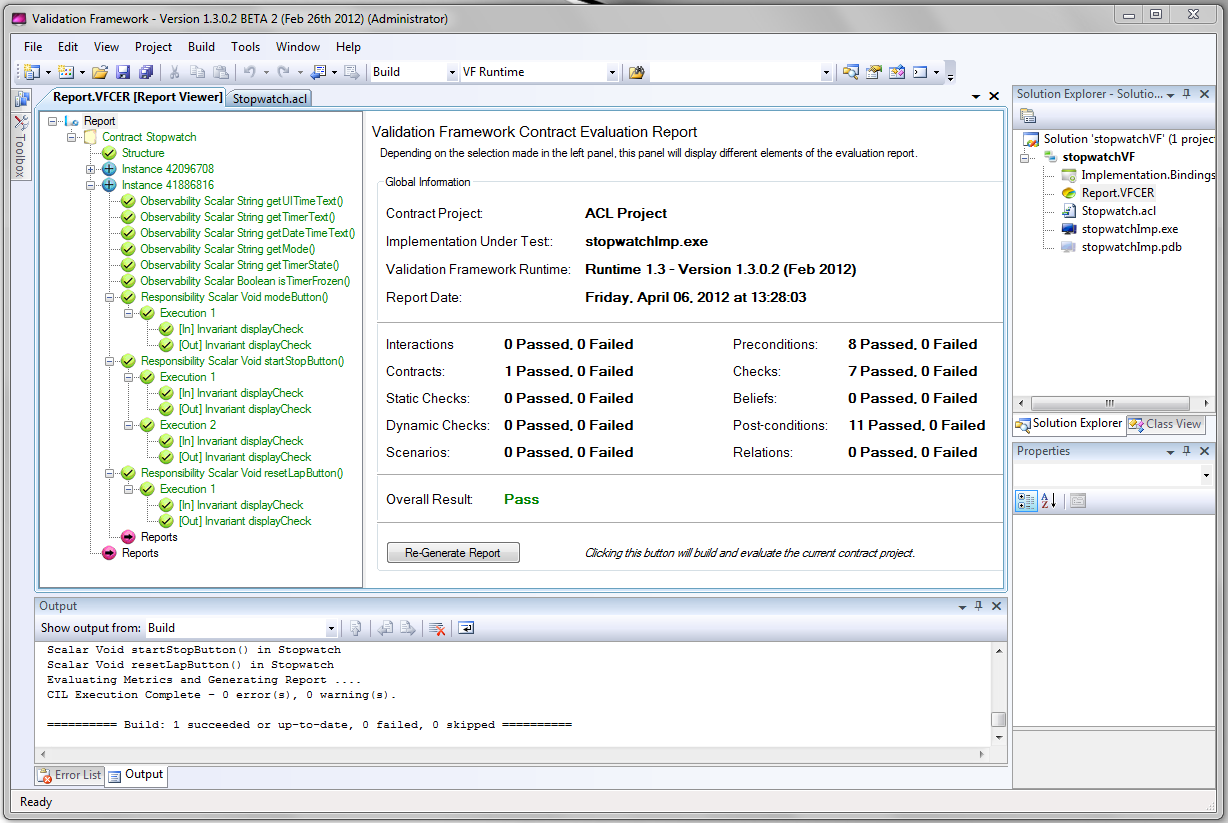 Validation Framework - Version 1.3.0.2 BETA 2 (Feb 26th 2012) (Administrator)
File Edit View Project Build Tools Window Help
Build VF Runtime
Toolbox
Report.VFCER [Report Viewer] Stopwatch.acl
Report
Contract Stopwatch
Structure
Instance 42096708
Instance 41886816
Observability Scalar String getUITimeText()
Observability Scalar String getTimerText()
Observability Scalar String getDateTimeText()
Observability Scalar String getMode()
Observability Scalar String getTimerState()
Observability Scalar Boolean isTimerFrozen()
Responsibility Scalar Void modeButton()
Execution 1
[In] Invariant displayCheck
[Out] Invariant displayCheck
Responsibility Scalar Void startStopButton()
Execution 1
[In] Invariant displayCheck
[Out] Invariant displayCheck
Execution 2
[In] Invariant displayCheck
[Out] Invariant displayCheck
Responsibility Scalar Void resetLapButton()
Execution 1
[In] Invariant displayCheck
[Out] Invariant displayCheck
Reports
Reports
Validation Framework Contract Evaluation Report
Depending on the selection made in the left panel, this panel will display different elements of the evaluation report.
Global Information
Contract Project: ACL Project
Implementation Under Test: stopwatchImp.exe
Validation Framework Runtime: Runtime 1.3 - Version 1.3.0.2 (Feb 2012)
Report Date: Friday, April 06, 2012 at 13:28:03
Interactions 0 Passed, 0 Failed Preconditions: 8 Passed, 0 Failed
Contracts: 1 Passed, 0 Failed Checks: 7 Passed, 0 Failed
Static Checks: 0 Passed, 0 Failed Beliefs: 0 Passed, 0 Failed
Dynamic Checks: 0 Passed, 0 Failed Post-conditions: 11 Passed, 0 Failed
Scenarios: 0 Passed, 0 Failed Relations: 0 Passed, 0 Failed
Overall Result: Pass
Re-Generate Report Clicking this button will build and evaluate the current contract project.
Solution Explorer - Solutio...
Solution 'stopwatchVF' (1 projec
stopwatchVF
Implementation.Bindings
Report.VFCER
Stopwatch.acl
stopwatchImp.exe
stopwatchImp.pdb
Solution Explorer Class View
Properties
Output
Show output from: Build
Scalar Void startStopButton() in Stopwatch
Scalar Void resetLapButton() in Stopwatch
Evaluating Metrics and Generating Report ....
CIL Execution Complete - 0 error(s), 0 warning(s).
========== Build: 1 succeeded or up-to-date, 0 failed, 0 skipped ==========
Error List Output
Ready